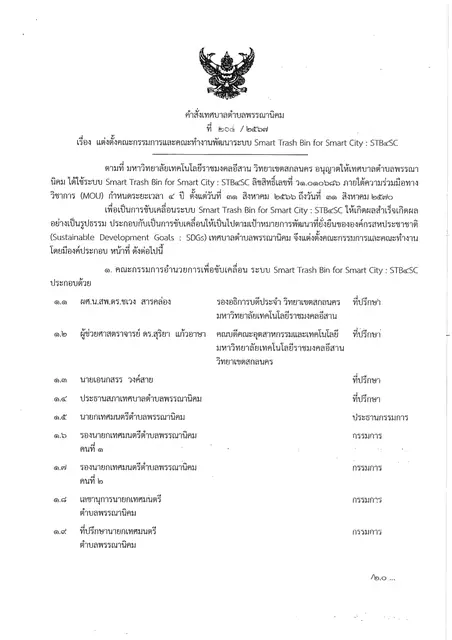 คำสั่งเทศบาลตำบลพรรณานิคม
ที่ ๒๐๔ / ๒๕๖๗
เรื่อง แต่งตั้งคณะกรรมการและคณะทำงานพัฒนาระบบ Smart Trash Bin for Smart City : STB๔SC
ตามที่ มหาวิทยาลัยเทคโนโลยีราชมงคลอีสาน วิทยาเขตสกลนคร อนุญาตให้เทศบาลตำบลพรรณา
นิคม ได้ใช้ระบบ Smart Trash Bin for Smart City : STB๔SC ลิขสิทธิ์เลขที่ ว๑.๐๑๐๖๘๖ ภายใต้ความร่วมมือทาง
วิชาการ (MOU) กำหนดระยะเวลา ๔ ปี ตั้งแต่วันที่ ๓๑ สิงหาคม ๒๕๖๖ ถึงวันที่ ๓๑ สิงหาคม ๒๕๗๐
เพื่อเป็นการขับเคลื่อนระบบ Smart Trash Bin for Smart City : STB๔SC ให้เกิดผลสำเร็จเกิดผล
อย่างเป็นรูปธรรม ประกอบกับเป็นการขับเคลื่อนให้เป็นไปตามเป้าหมายการพัฒนาที่ยั่งยืนขององค์กรสหประชาชาติ
(Sustainable Development Goals : SDGs) เทศบาลตำบลพรรณานิคม จึงแต่งตั้งคณะกรรมการและคณะทำงาน
โดยมีองค์ประกอบ หน้าที่ ดังต่อไปนี้
๑. คณะกรรมการอำนวยการเพื่อขับเคลื่อน ระบบ Smart Trash Bin for Smart City : STB๔SC
ประกอบด้วย
๑.๑ ผศ.น.สพ.ดร.ชเวง สารคล่อง รองอธิการบดีประจำ วิทยาเขตสกลนคร ที่ปรึกษา
มหาวิทยาลัยเทคโนโลยีราชมงคลอีสาน
๑.๒ ผู้ช่วยศาสตราจารย์ ดร.สุริยา แก้วอาษา คณบดีคณะอุตสาหกรรมและเทคโนโลยี ที่ปรึกษา
มหาวิทยาลัยเทคโนโลยีราชมงคลอีสาน
วิทยาเขตสกลนคร
๑.๓ นายเอนกสรร วงค์สาย ที่ปรึกษา
๑.๔ ประธานสภาเทศบาลตำบลพรรณานิคม ที่ปรึกษา
๑.๕ นายกเทศมนตรีตำบลพรรณานิคม ประธานกรรมการ
๑.๖ รองนายกเทศมนตรีตำบลพรรณานิคม กรรมการ
คนที่ ๑
๑.๗ รองนายกเทศมนตรีตำบลพรรณานิคม กรรมการ
คนที่ ๒
๑.๘ เลขานุการนายกเทศมนตรี กรรมการ
ตำบลพรรณานิคม
๑.๙ ที่ปรึกษานายกเทศมนตรี กรรมการ
ตำบลพรรณานิคม